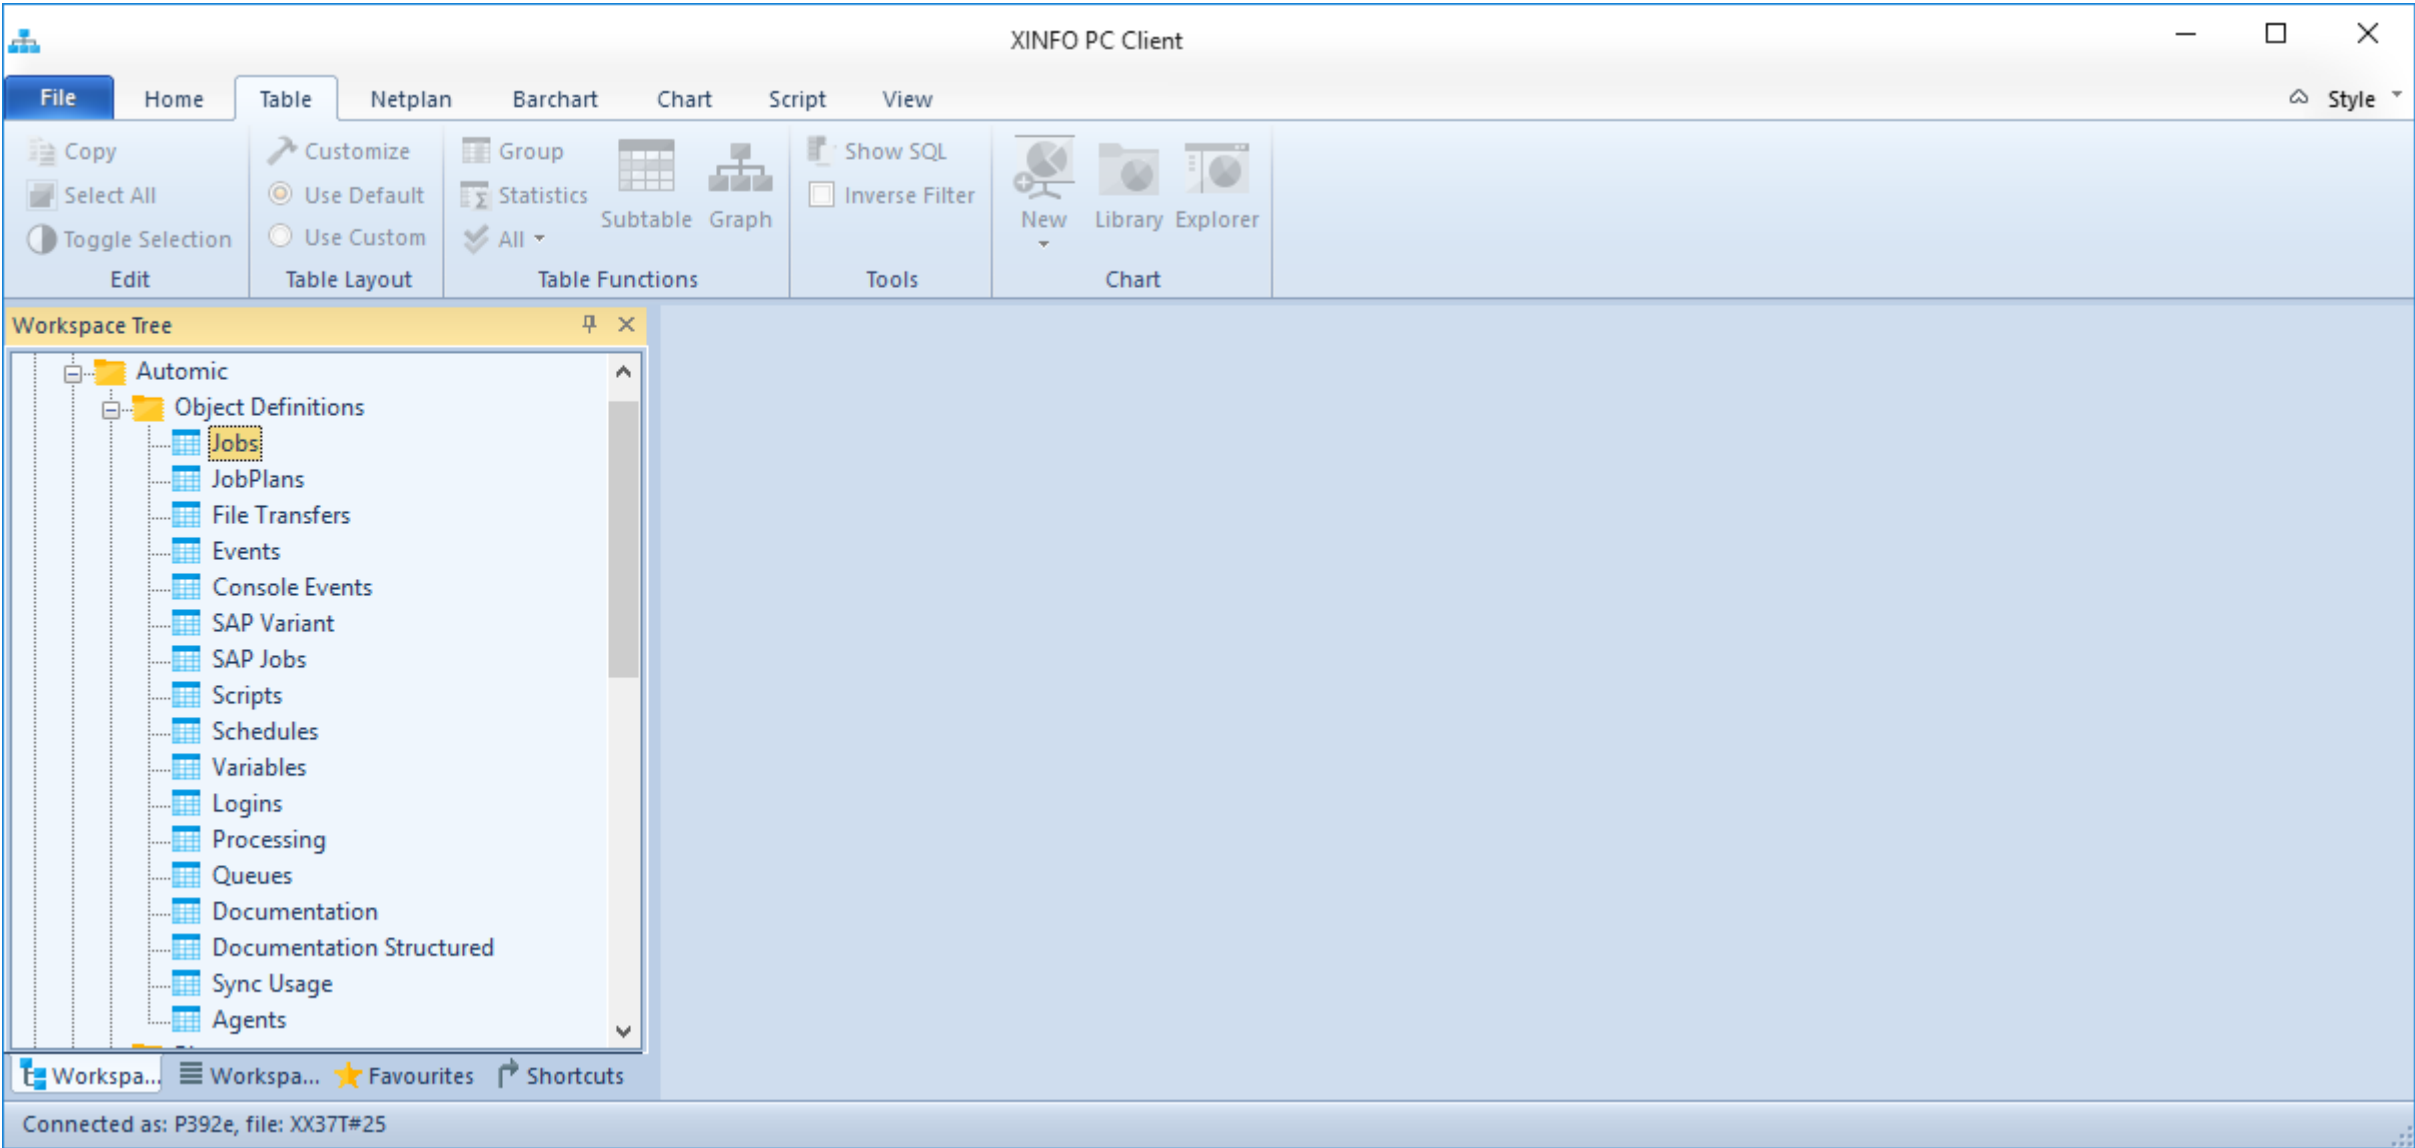 XINFO PC Client
File Home Table Netplan Barchart Chart Script View Style
Copy
Select All
Toggle Selection
Edit
Customize
Use Default
Use Custom
Table Layout
Group
Statistics
All
Subtable
Graph
Table Functions
Show SQL
Inverse Filter
Tools
New
Library
Explorer
Chart
Workspace Tree
Automic
Object Definitions
Jobs
JobPlans
File Transfers
Events
Console Events
SAP Variant
SAP Jobs
Scripts
Schedules
Variables
Logins
Processing
Queues
Documentation
Documentation Structured
Sync Usage
Agents
Workspa... Workspa... Favourites Shortcuts
Connected as: P392e, file: XX37T#25